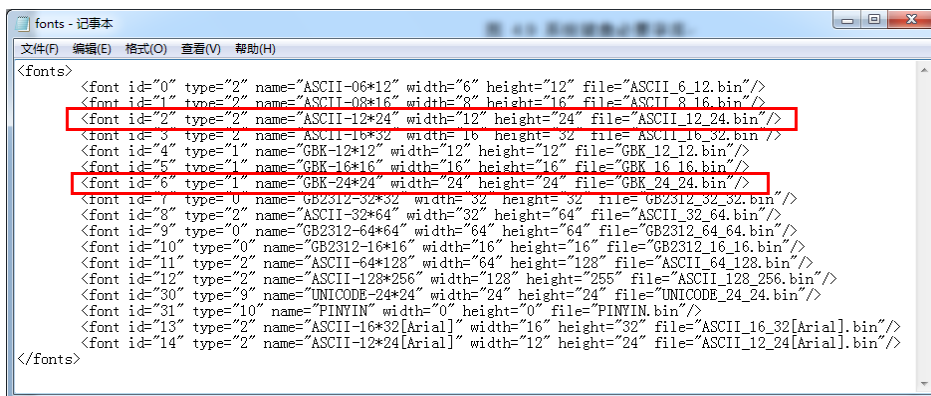 fonts - 记事本
文件(F) 编辑(E) 格式(O) 查看(V) 帮助(H)
<fonts>
<font id="0" type="2" name="ASCII-06*12" width="6" height="12" file="ASCII_6_12.bin"/>
<font id="1" type="2" name="ASCII-08*16" width="8" height="16" file="ASCII_8_16.bin"/>
<font id="2" type="2" name="ASCII-12*24" width="12" height="24" file="ASCII_12_24.bin"/>
<font id="3" type="2" name="ASCII-16*32" width="16" height="32" file="ASCII_16_32.bin"/>
<font id="4" type="1" name="GBK-12*12" width="12" height="12" file="GBK_12_12.bin"/>
<font id="5" type="1" name="GBK-16*16" width="16" height="16" file="GBK_16_16.bin"/>
<font id="6" type="1" name="GBK-24*24" width="24" height="24" file="GBK_24_24.bin"/>
<font id="7" type="0" name="GB2312-32*32" width="32" height="32" file="GB2312_32_32.bin"/>
<font id="8" type="2" name="ASCII-32*64" width="32" height="64" file="ASCII_32_64.bin"/>
<font id="9" type="0" name="GB2312-64*64" width="64" height="64" file="GB2312_64_64.bin"/>
<font id="10" type="0" name="GB2312-16*16" width="16" height="16" file="GB2312_16_16.bin"/>
<font id="11" type="2" name="ASCII-64*128" width="64" height="128" file="ASCII_64_128.bin"/>
<font id="12" type="2" name="ASCII-128*256" width="128" height="255" file="ASCII_128_256.bin"/>
<font id="30" type="9" name="UNICODE-24*24" width="24" height="24" file="UNICODE_24_24.bin"/>
<font id="31" type="10" name="PINYIN" width="0" height="0" file="PINYIN.bin"/>
<font id="13" type="2" name="ASCII-16*32[Arial]" width="16" height="32" file="ASCII_16_32[Arial].bin"/>
<font id="14" type="2" name="ASCII-12*24[Arial]" width="12" height="24" file="ASCII_12_24[Arial].bin"/>
</fonts>